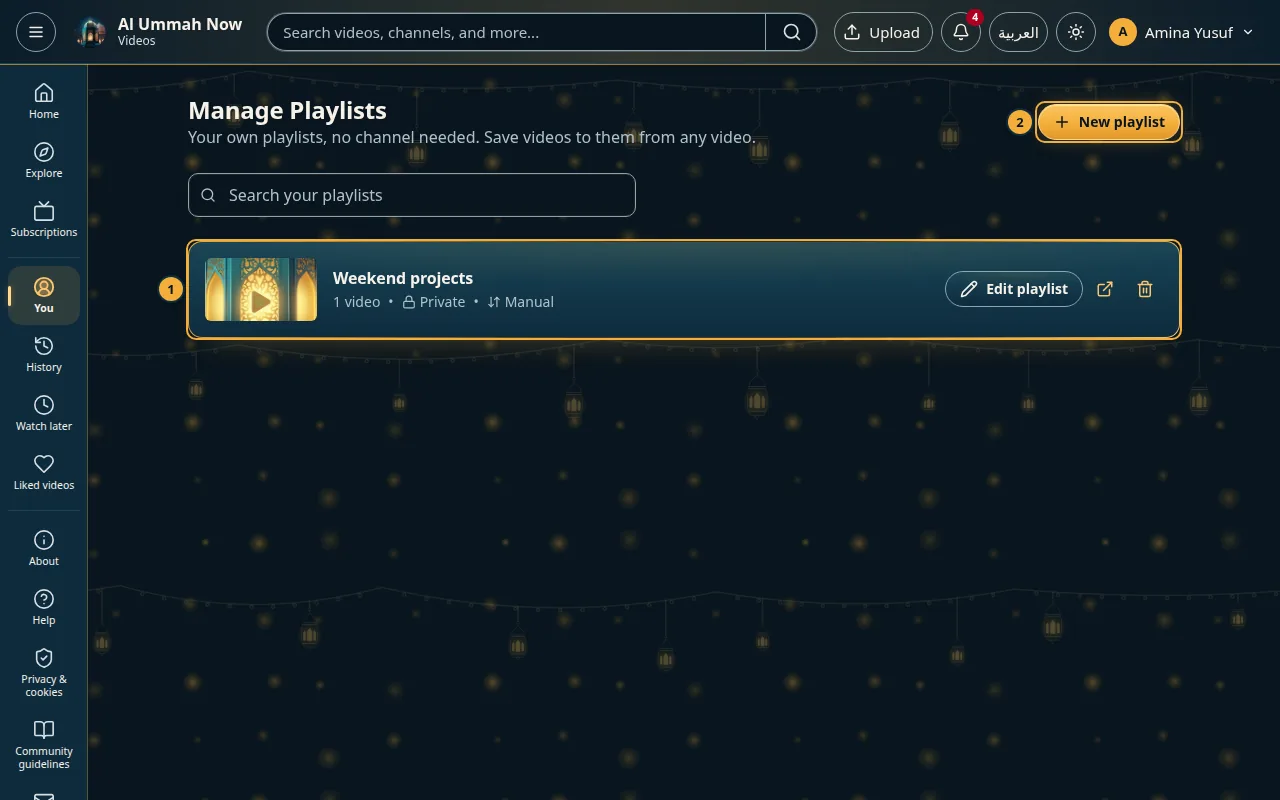 Al Ummah Now
Videos
Search videos, channels, and more...
Upload
4
العربية
A
Amina Yusuf
Home
Explore
Subscriptions
You
History
Watch later
Liked videos
About
Help
Privacy &
cookies
Community
guidelines
Manage Playlists
Your own playlists, no channel needed. Save videos to them from any video.
2
New playlist
Search your playlists
1
Weekend projects
1 video • Private • Manual
Edit playlist